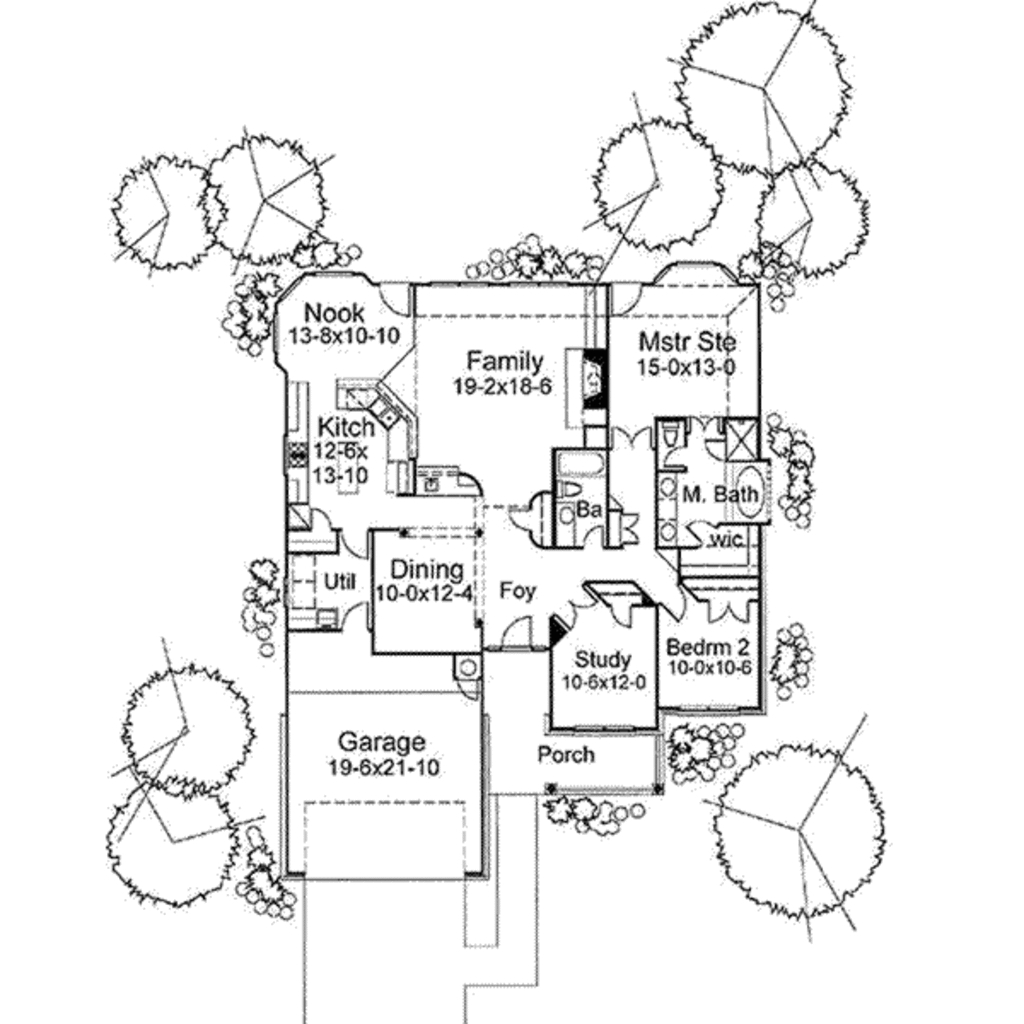 Nook
13-8x10-10
Family
19-2x18-6
Mstr Ste
15-0x13-0
Kitch
12-6x
13-10
M. Bath
Ba
wic
Util
Dining
10-0x12-4
Foy
Study
10-6x12-0
Bedrm 2
10-0x10-6
Garage
19-6x21-10
Porch